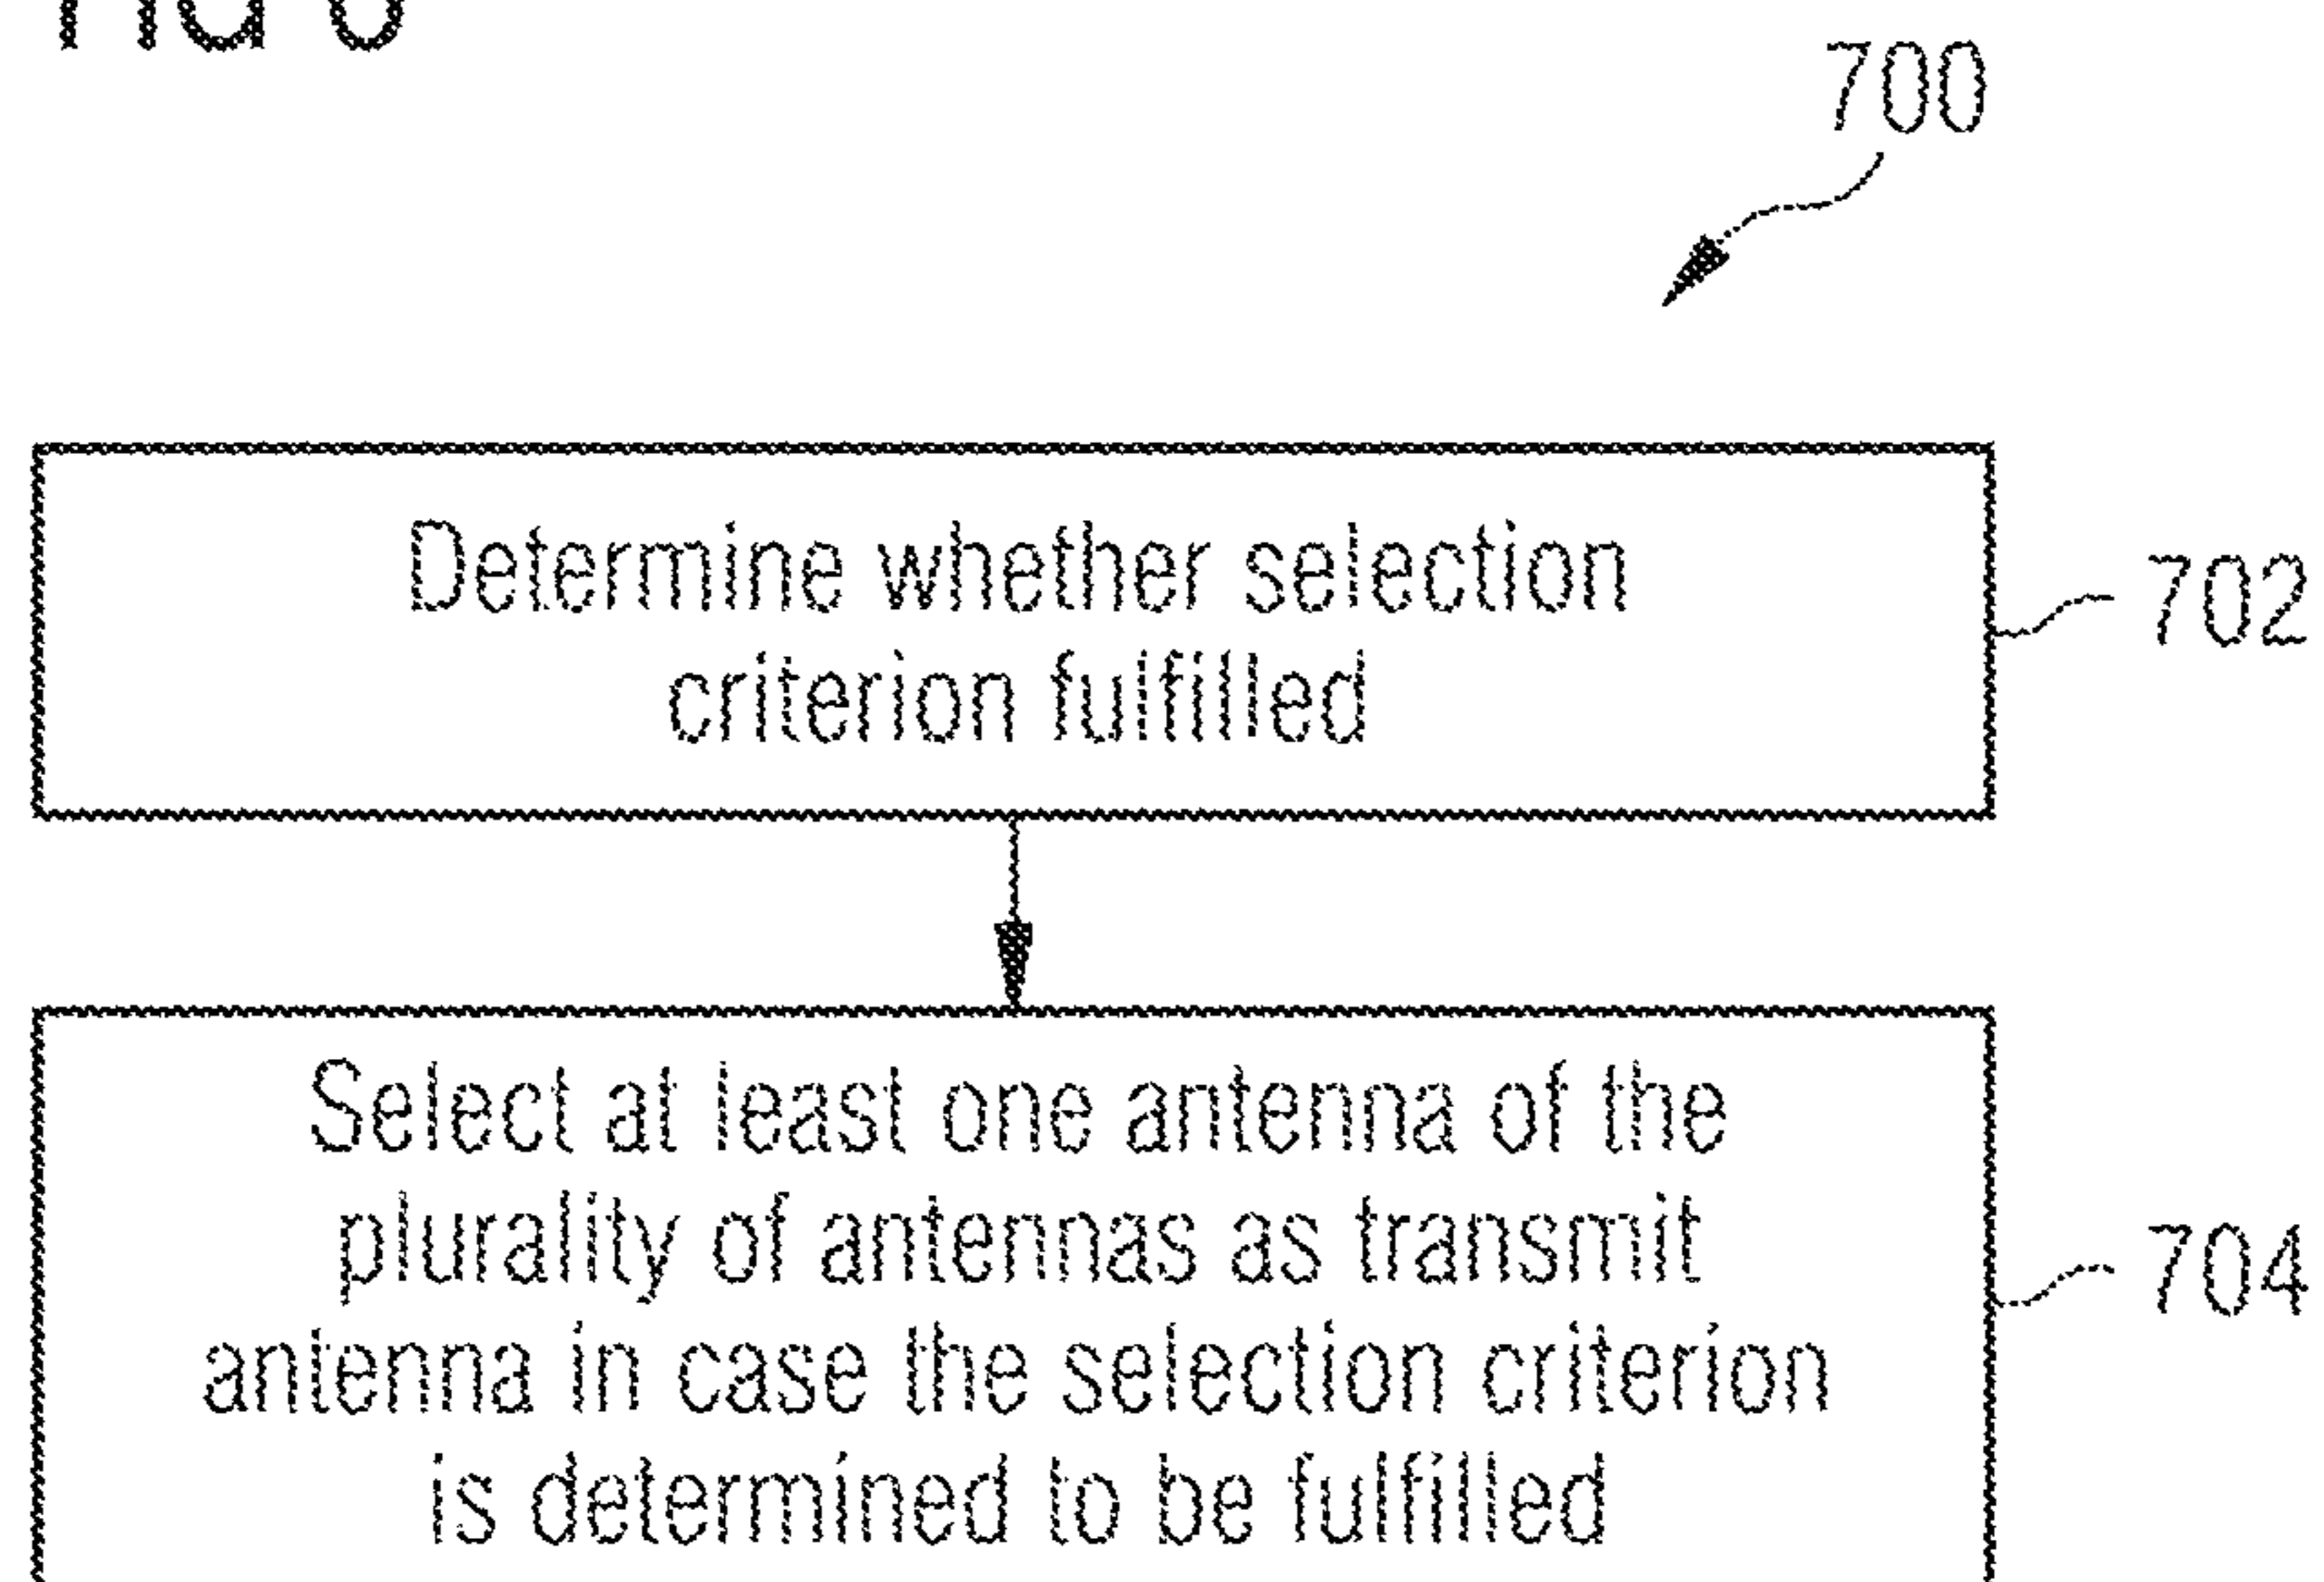 700
Determine whether selection
criterion fulfilled
702
Select at least one antenna of the
plurality of antennas as transmit
antenna in case the selection criterion
is determined to be fulfilled
704